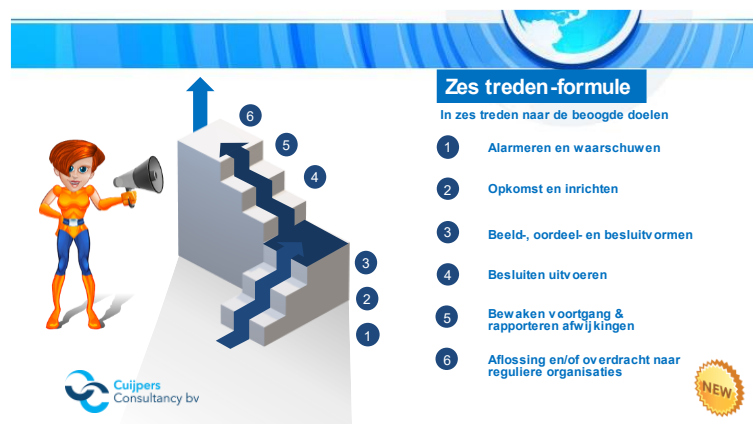 Zes treden-formule
In zes treden naar de beoogde doelen
1 Alarmeren en waarschuwen
2 Opkomst en inrichten
3 Beeld-, oordeel- en besluitvormen
4 Besluiten uitvoeren
5 Bewaken voortgang &
rapporteren afwijkingen
6 Aflossing en/of overdracht naar
reguliere organisaties
6
5
4
3
2
1
Cuijpers
Consultancy bv
NEW